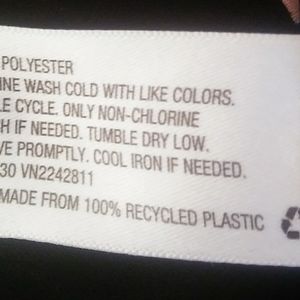 POLYESTER
INE WASH COLD WITH LIKE COLORS.
LE CYCLE. ONLY NON-CHLORINE
H IF NEEDED. TUMBLE DRY LOW.
VE PROMPTLY. COOL IRON IF NEEDED.
30 VN2242811
MADE FROM 100% RECYCLED PLASTIC